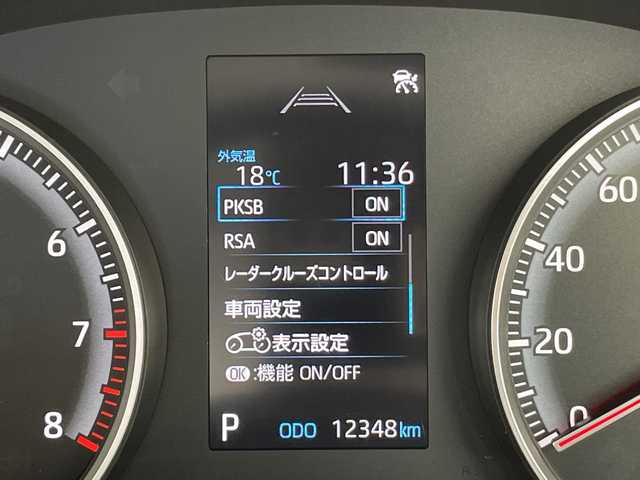 外気温
18℃ 11:36
PKSB ON
RSA ON
レーダークルーズコントロール
車両設定
表示設定
OK :機能 ON/OFF
P ODO 12348 km
6
7
8
60
40
20
0